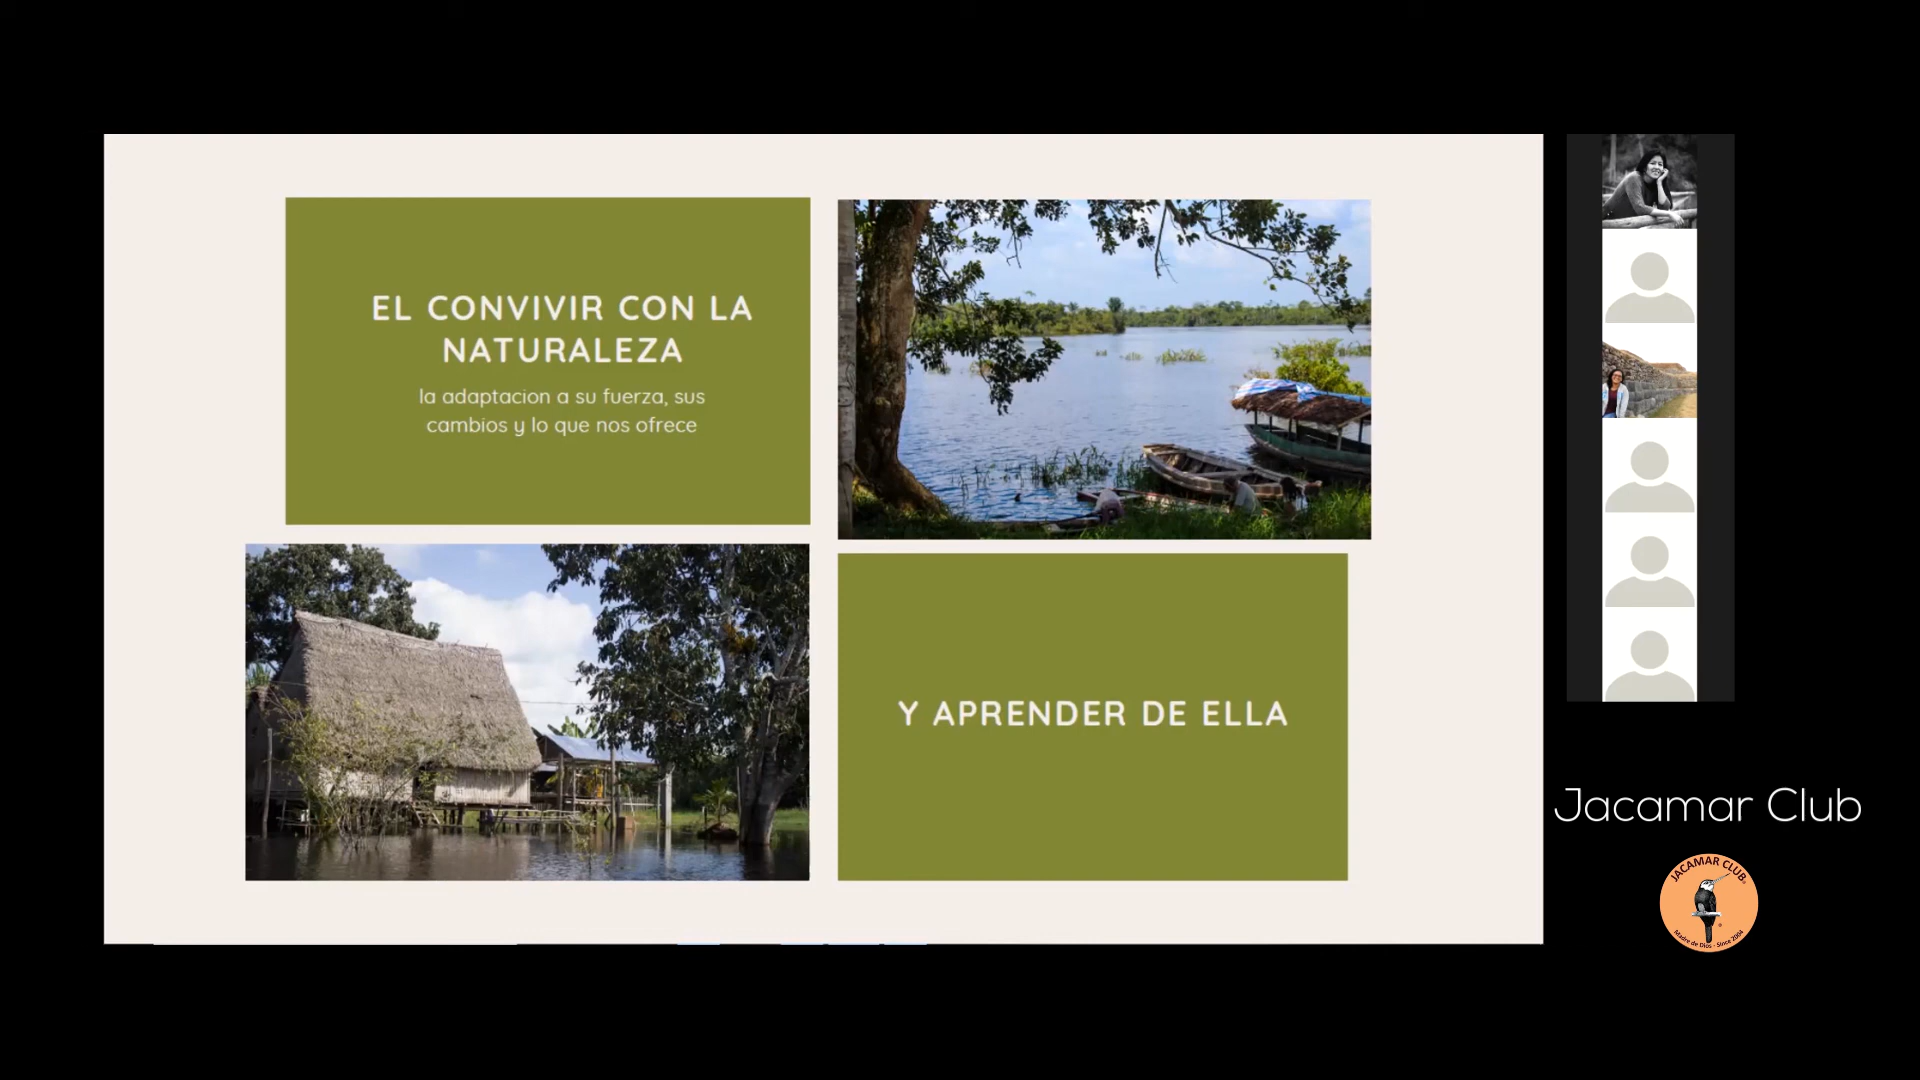 EL CONVIVIR CON LA
NATURALEZA
la adaptacion a su fuerza, sus
cambios y lo que nos ofrece
Y APRENDER DE ELLA
Jacamar Club
JACAMAR CLUB
Madre de Dios - Since 2004